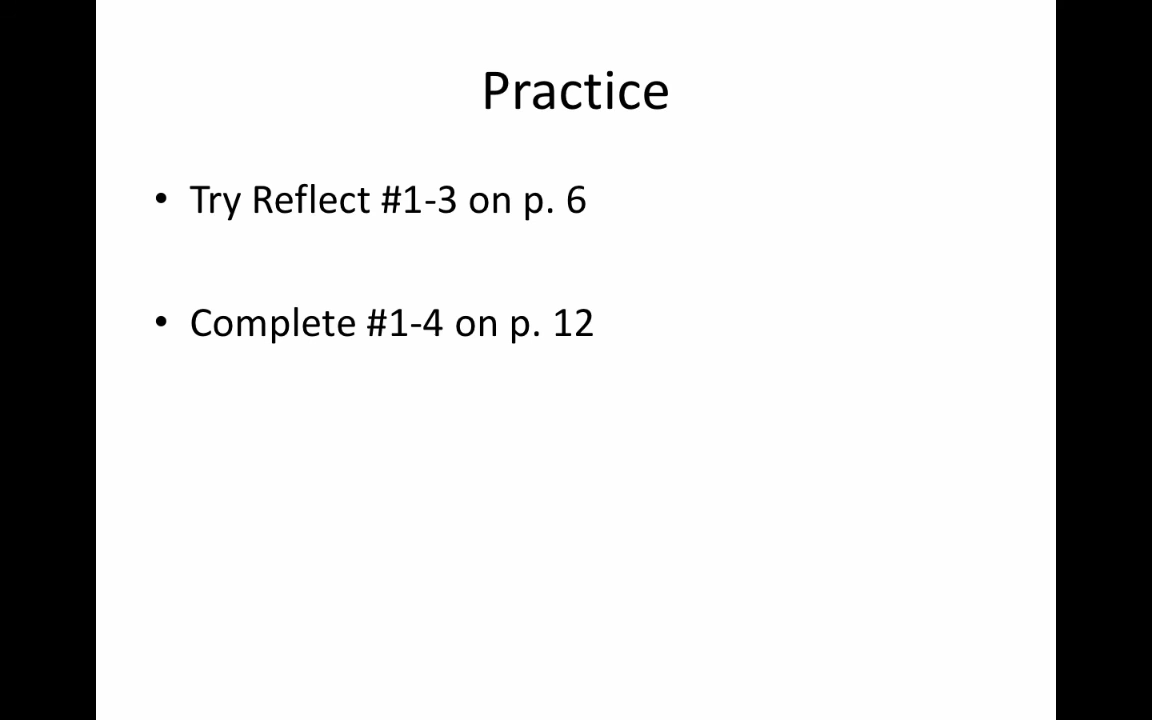 Practice
• Try Reflect #1-3 on p. 6
• Complete #1-4 on p. 12